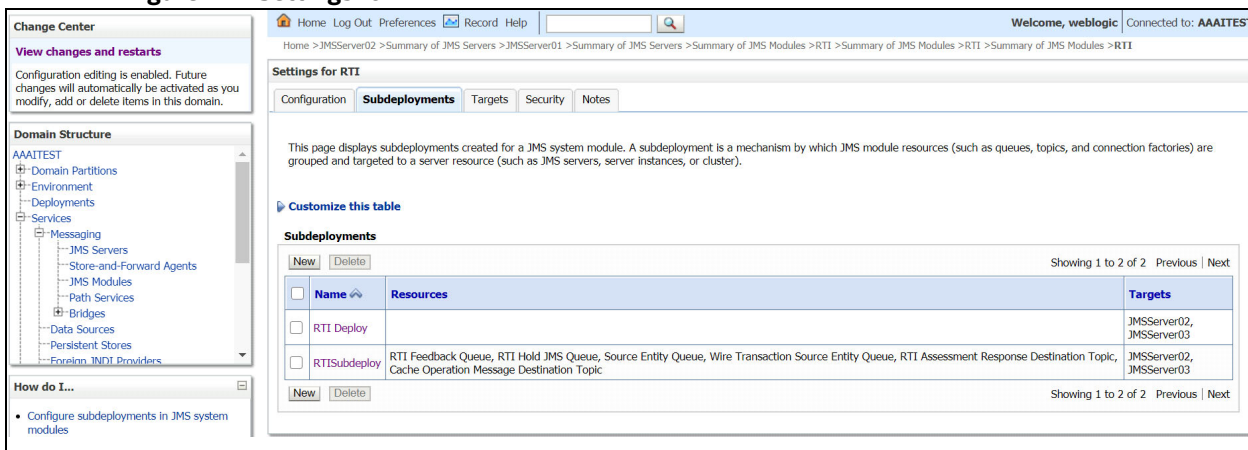 Change Center
View changes and restarts
Configuration editing is enabled. Future
changes will automatically be activated as you
modify, add or delete items in this domain.
Domain Structure
AAAITEST
Domain Partitions
Environment
Deployments
Services
Messaging
JMS Servers
Store-and-Forward Agents
JMS Modules
Path Services
Bridges
Data Sources
Persistent Stores
Foreign JNDI Providers
How do I...
Configure subdeployments in JMS system
modules
Home Log Out Preferences Record Help
Welcome, weblogic Connected to: AAAITEST
Home >JMSServer02 >Summary of JMS Servers >JMSServer01 >Summary of JMS Servers >Summary of JMS Modules >RTI >Summary of JMS Modules >RTI >Summary of JMS Modules >RTI
Settings for RTI
Configuration Subdeployments Targets Security Notes
This page displays subdeployments created for a JMS system module. A subdeployment is a mechanism by which JMS module resources (such as queues, topics, and connection factories) are
grouped and targeted to a server resource (such as JMS servers, server instances, or cluster).
Customize this table
Subdeployments
New Delete Showing 1 to 2 of 2 Previous | Next
Name Resources Targets
RTI Deploy JMSServer02,
JMSServer03
RTISubdeploy RTI Feedback Queue, RTI Hold JMS Queue, Source Entity Queue, Wire Transaction Source Entity Queue, RTI Assessment Response Destination Topic, JMSServer02,
Cache Operation Message Destination Topic JMSServer03
New Delete Showing 1 to 2 of 2 Previous | Next